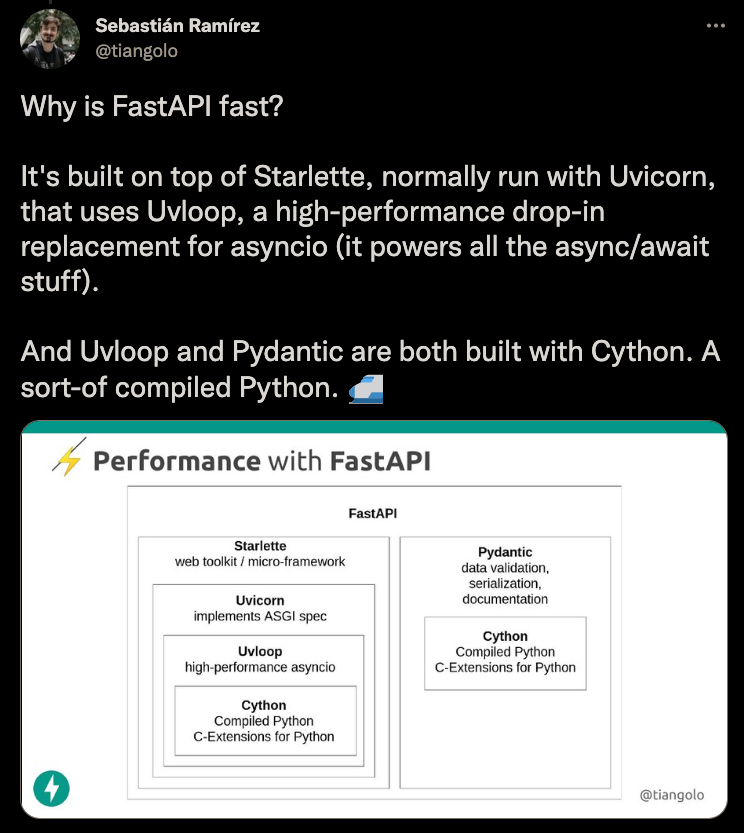 Sebastián Ramírez
@tiangolo
Why is FastAPI fast?
It's built on top of Starlette, normally run with Uvicorn,
that uses Uvloop, a high-performance drop-in
replacement for asyncio (it powers all the async/await
stuff).
And Uvloop and Pydantic are both built with Cython. A
sort-of compiled Python. 🚅
Performance with FastAPI
FastAPI
Starlette
web toolkit / micro-framework
Uvicorn
implements ASGI spec
Uvloop
high-performance asyncio
Cython
Compiled Python
C-Extensions for Python
Pydantic
data validation,
serialization,
documentation
Cython
Compiled Python
C-Extensions for Python
@tiangolo